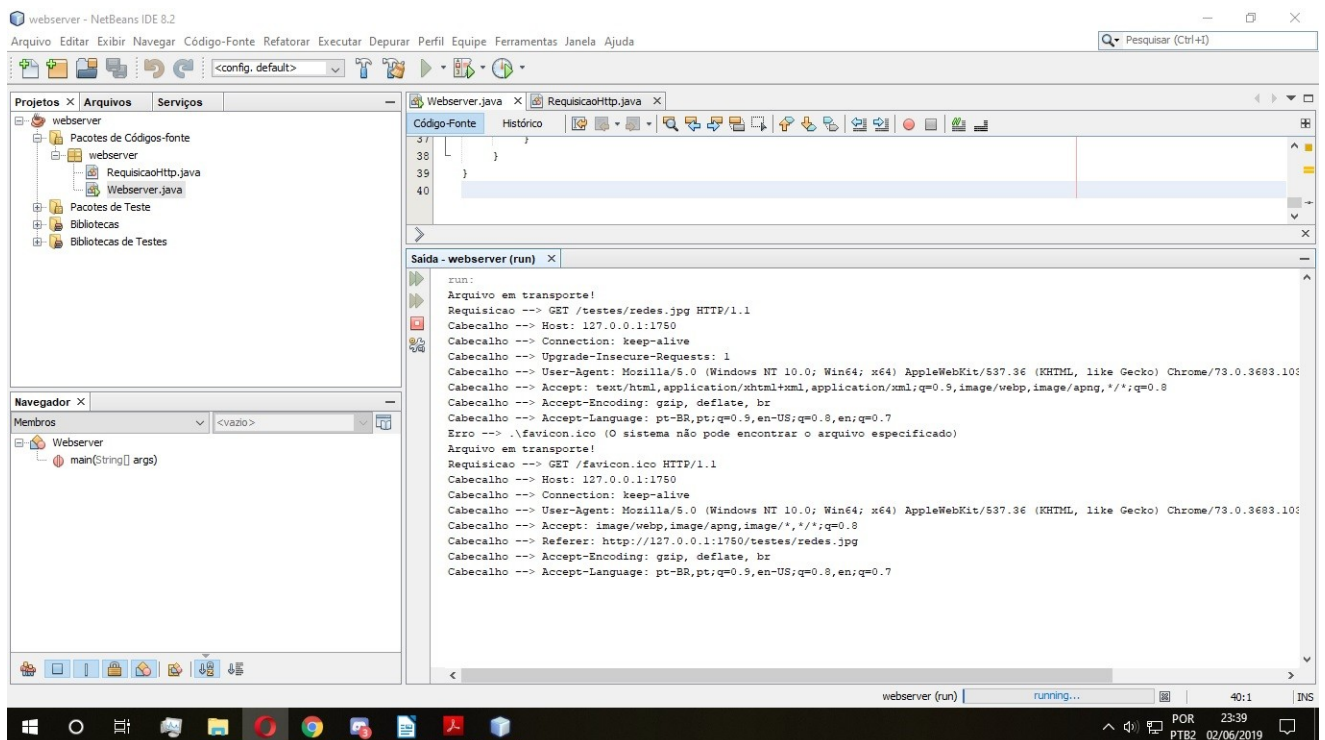 webserver - NetBeans IDE 8.2
Arquivo Editar Exibir Navegar Código-Fonte Refatorar Executar Depurar Perfil Equipe Ferramentas Janela Ajuda
Pesquisar (Ctrl+I)
<config. default>
Projetos Arquivos Serviços
webserver
Pacotes de Códigos-fonte
webserver
RequisicaoHttp.java
Webserver.java
Pacotes de Teste
Bibliotecas
Bibliotecas de Testes
Navegador
Membros <vazio>
Webserver
main(String[] args)
Webserver.java RequisicaoHttp.java
Código-Fonte Histórico
37 }
38 }
39 }
40
Saída - webserver (run)
run:
Arquivo em transporte!
Requisicao --> GET /testes/redes.jpg HTTP/1.1
Cabecalho --> Host: 127.0.0.1:1750
Cabecalho --> Connection: keep-alive
Cabecalho --> Upgrade-Insecure-Requests: 1
Cabecalho --> User-Agent: Mozilla/5.0 (Windows NT 10.0; Win64; x64) AppleWebKit/537.36 (KHTML, like Gecko) Chrome/73.0.3683.103
Cabecalho --> Accept: text/html,application/xhtml+xml,application/xml;q=0.9,image/webp,image/apng,*/*;q=0.8
Cabecalho --> Accept-Encoding: gzip, deflate, br
Cabecalho --> Accept-Language: pt-BR,pt;q=0.9,en-US;q=0.8,en;q=0.7
Erro --> .\favicon.ico (O sistema não pode encontrar o arquivo especificado)
Arquivo em transporte!
Requisicao --> GET /favicon.ico HTTP/1.1
Cabecalho --> Host: 127.0.0.1:1750
Cabecalho --> Connection: keep-alive
Cabecalho --> User-Agent: Mozilla/5.0 (Windows NT 10.0; Win64; x64) AppleWebKit/537.36 (KHTML, like Gecko) Chrome/73.0.3683.103
Cabecalho --> Accept: image/webp,image/apng,image/*,*/*;q=0.8
Cabecalho --> Referer: http://127.0.0.1:1750/testes/redes.jpg
Cabecalho --> Accept-Encoding: gzip, deflate, br
Cabecalho --> Accept-Language: pt-BR,pt;q=0.9,en-US;q=0.8,en;q=0.7
webserver (run) running... 40:1 INS
POR 23:39
PTB2 02/06/2019